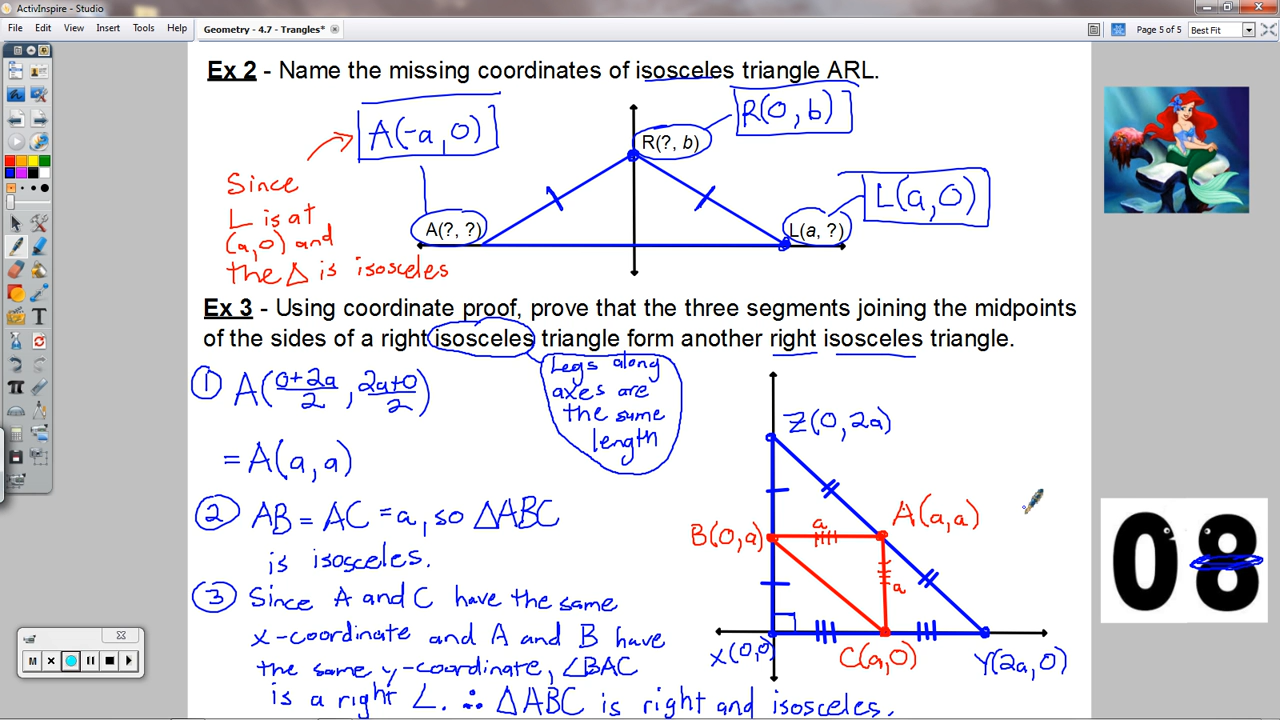 ActivInspire - Studio
File Edit View Insert Tools Help
Geometry - 4.7 - Trangles*
Page 5 of 5
Best Fit
Ex 2 - Name the missing coordinates of isosceles triangle ARL.
A(-a, 0)
R(0, b)
R(?, b)
L(a, 0)
A(?, ?)
L(a, ?)
Since
L is at
(a,0) and
the Δ is isosceles
Ex 3 - Using coordinate proof, prove that the three segments joining the midpoints
of the sides of a right isosceles triangle form another right isosceles triangle.
Legs along
axes are
the same
length
① A(0+2a/2, 2a+0/2)
= A(a, a)
② AB = AC = a, so ΔABC
is isosceles.
③ Since A and C have the same
x-coordinate and A and B have
the same y-coordinate, ∠BAC
is a right ∠. ∴ ΔABC is right and isosceles.
Z(0, 2a)
A(a, a)
B(0, a)
a
a
X(0,0)
C(a,0)
Y(2a, 0)
08
M